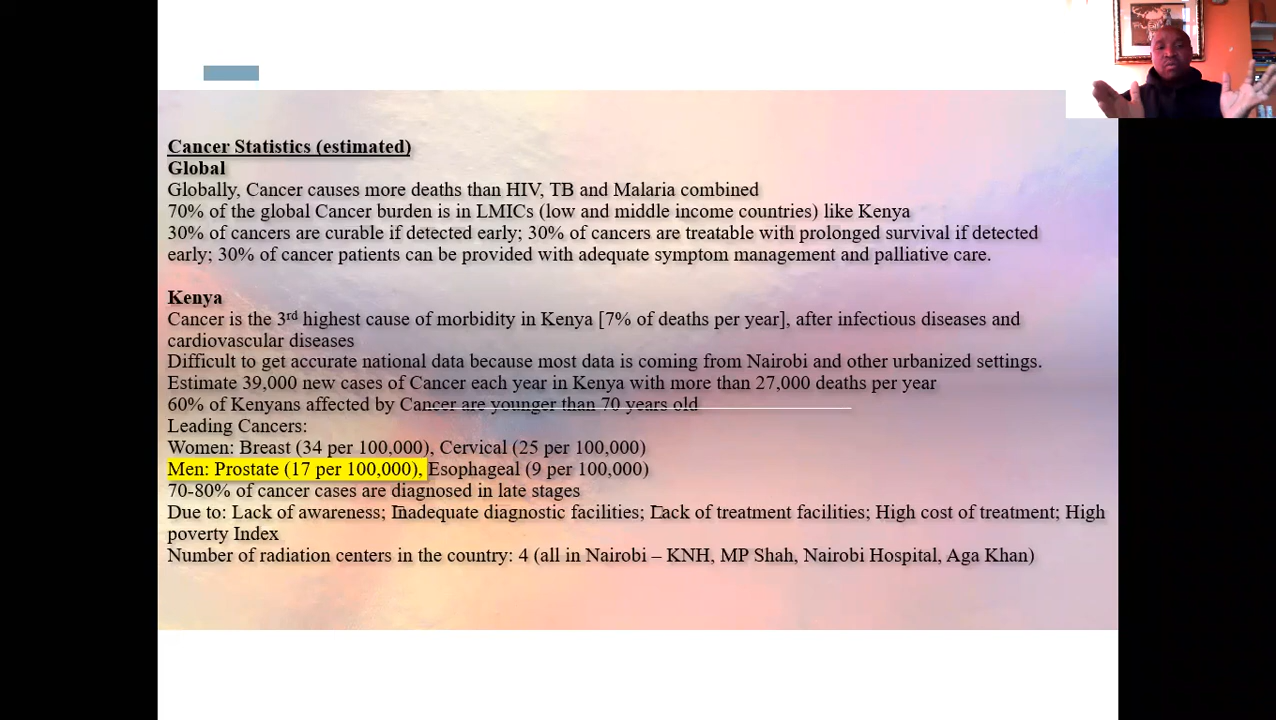 Cancer Statistics (estimated)
Global
Globally, Cancer causes more deaths than HIV, TB and Malaria combined
70% of the global Cancer burden is in LMICs (low and middle income countries) like Kenya
30% of cancers are curable if detected early; 30% of cancers are treatable with prolonged survival if detected
early; 30% of cancer patients can be provided with adequate symptom management and palliative care.
Kenya
Cancer is the 3rd highest cause of morbidity in Kenya [7% of deaths per year], after infectious diseases and
cardiovascular diseases
Difficult to get accurate national data because most data is coming from Nairobi and other urbanized settings.
Estimate 39,000 new cases of Cancer each year in Kenya with more than 27,000 deaths per year
60% of Kenyans affected by Cancer are younger than 70 years old
Leading Cancers:
Women: Breast (34 per 100,000), Cervical (25 per 100,000)
Men: Prostate (17 per 100,000), Esophageal (9 per 100,000)
70-80% of cancer cases are diagnosed in late stages
Due to: Lack of awareness; Inadequate diagnostic facilities; Lack of treatment facilities; High cost of treatment; High
poverty Index
Number of radiation centers in the country: 4 (all in Nairobi – KNH, MP Shah, Nairobi Hospital, Aga Khan)